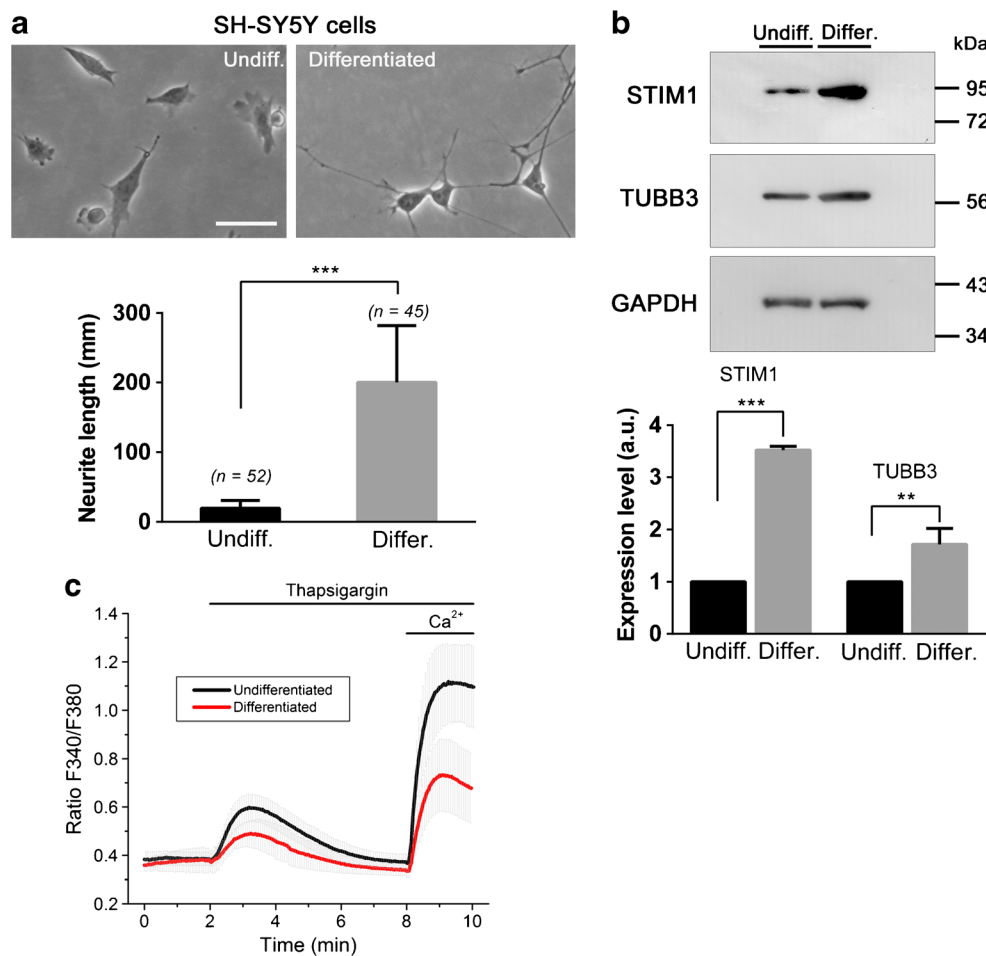 a
SH-SY5Y cells
Undiff.
Differentiated
***
(n = 45)
300
200
100
0
Neurite length (mm)
(n = 52)
Undiff.
Differ.
b
Undiff. Differ.
kDa
STIM1
95
72
TUBB3
56
GAPDH
43
34
STIM1
***
TUBB3
**
4
3
2
1
0
Expression level (a.u.)
Undiff. Differ.
Undiff. Differ.
c
Thapsigargin
Ca²⁺
1.4
1.2
1.0
0.8
0.6
0.4
0.2
Ratio F340/F380
Undifferentiated
Differentiated
0 2 4 6 8 10
Time (min)